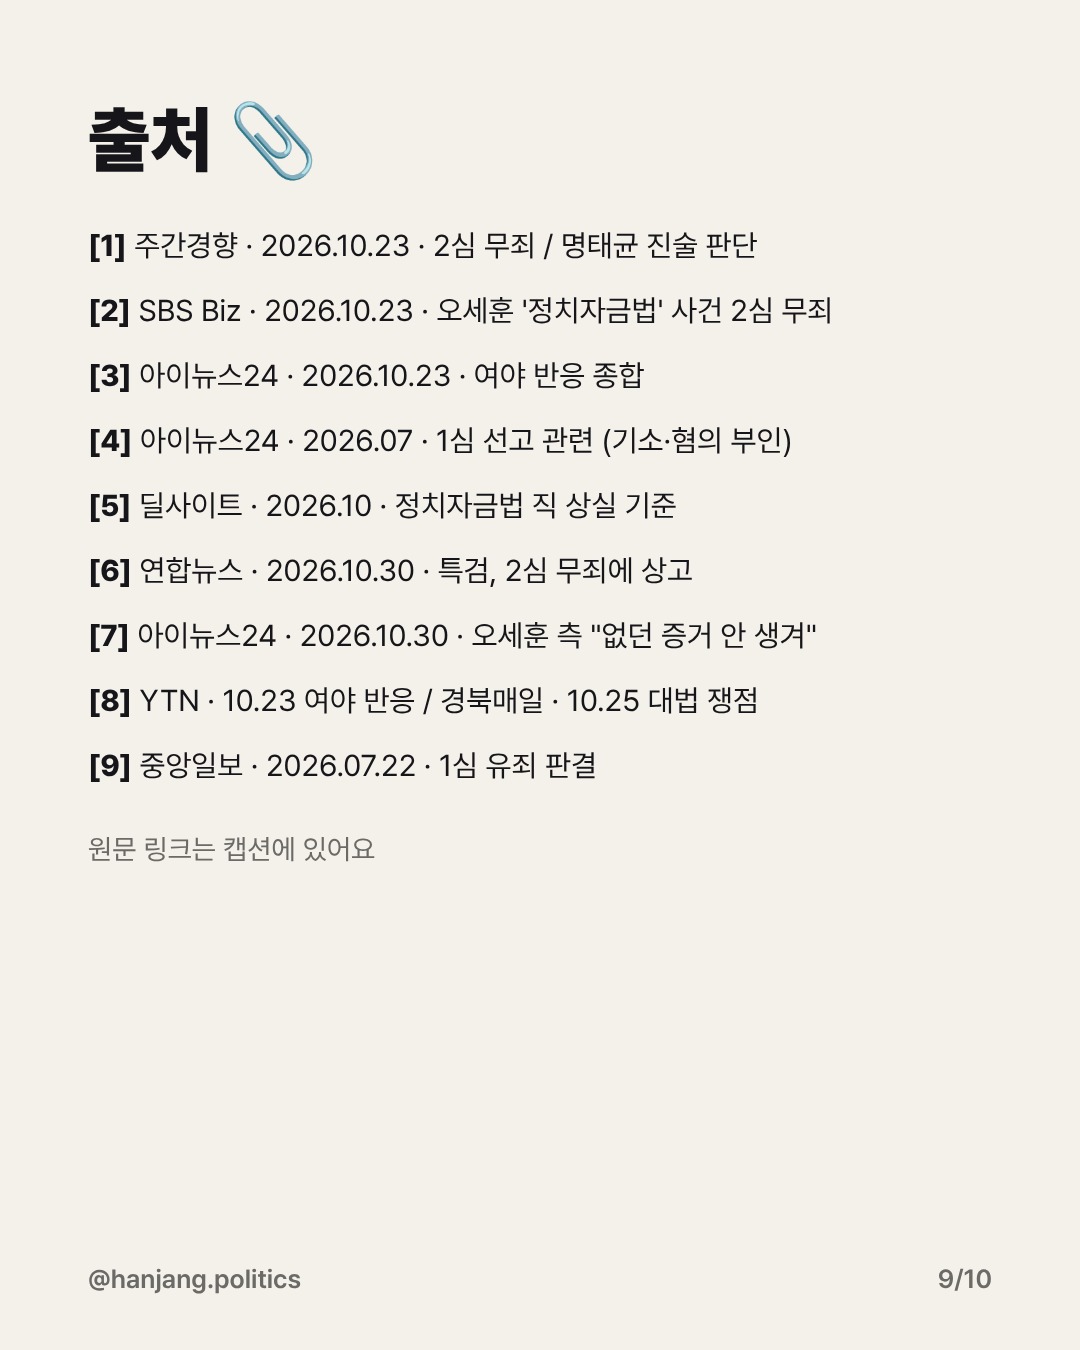 출처 📎
[1] 주간경향 · 2026.10.23 · 2심 무죄 / 명태균 진술 판단
[2] SBS Biz · 2026.10.23 · 오세훈 '정치자금법' 사건 2심 무죄
[3] 아이뉴스24 · 2026.10.23 · 여야 반응 종합
[4] 아이뉴스24 · 2026.07 · 1심 선고 관련 (기소·혐의 부인)
[5] 딜사이트 · 2026.10 · 정치자금법 직 상실 기준
[6] 연합뉴스 · 2026.10.30 · 특검, 2심 무죄에 상고
[7] 아이뉴스24 · 2026.10.30 · 오세훈 측 "없던 증거 안 생겨"
[8] YTN · 10.23 여야 반응 / 경북매일 · 10.25 대법 쟁점
[9] 중앙일보 · 2026.07.22 · 1심 유죄 판결
원문 링크는 캡션에 있어요
@hanjang.politics
9/10